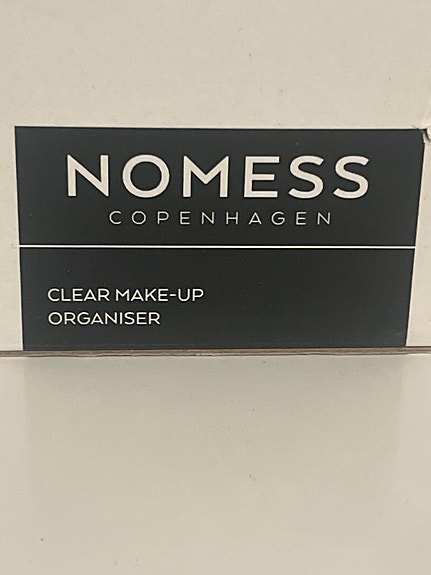 NOMESS
COPENHAGEN
CLEAR MAKE-UP
ORGANISER